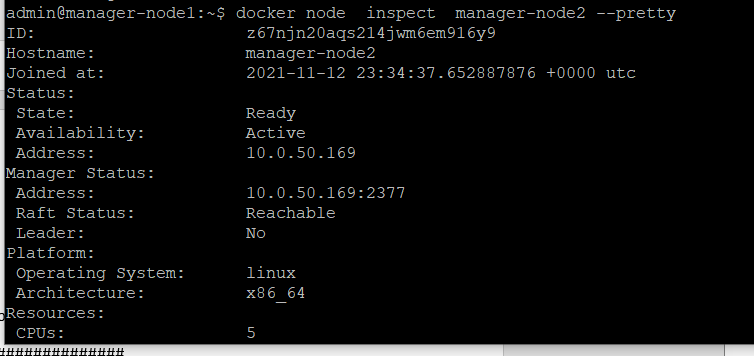 admin@manager-node1:~$ docker node  inspect  manager-node2 --pretty
ID:                     z67njn20aqs214jwm6em916y9
Hostname:               manager-node2
Joined at:              2021-11-12 23:34:37.652887876 +0000 utc
Status:
 State:                 Ready
 Availability:          Active
 Address:               10.0.50.169
Manager Status:
 Address:               10.0.50.169:2377
 Raft Status:           Reachable
 Leader:                No
Platform:
 Operating System:      linux
 Architecture:          x86_64
Resources:
 CPUs:                  5
##############